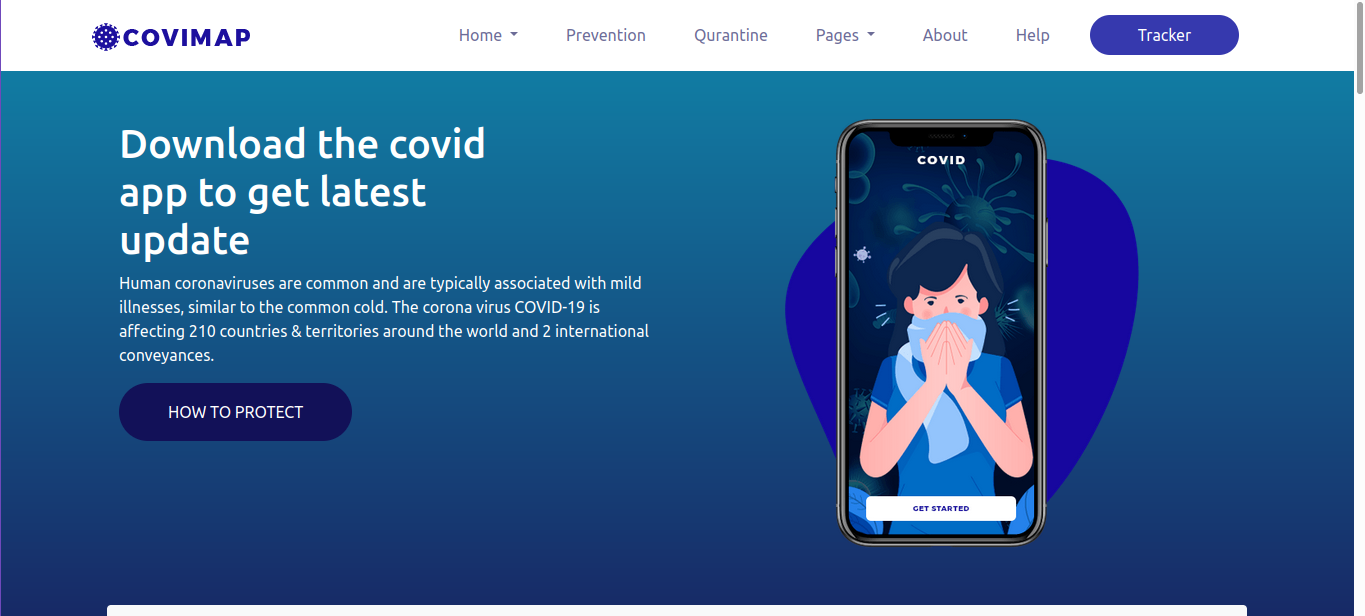 COVIMAP
Home
Prevention
Qurantine
Pages
About
Help
Tracker
Download the covid
app to get latest
update
Human coronaviruses are common and are typically associated with mild
illnesses, similar to the common cold. The corona virus COVID-19 is
affecting 210 countries & territories around the world and 2 international
conveyances.
HOW TO PROTECT
COVID
GET STARTED